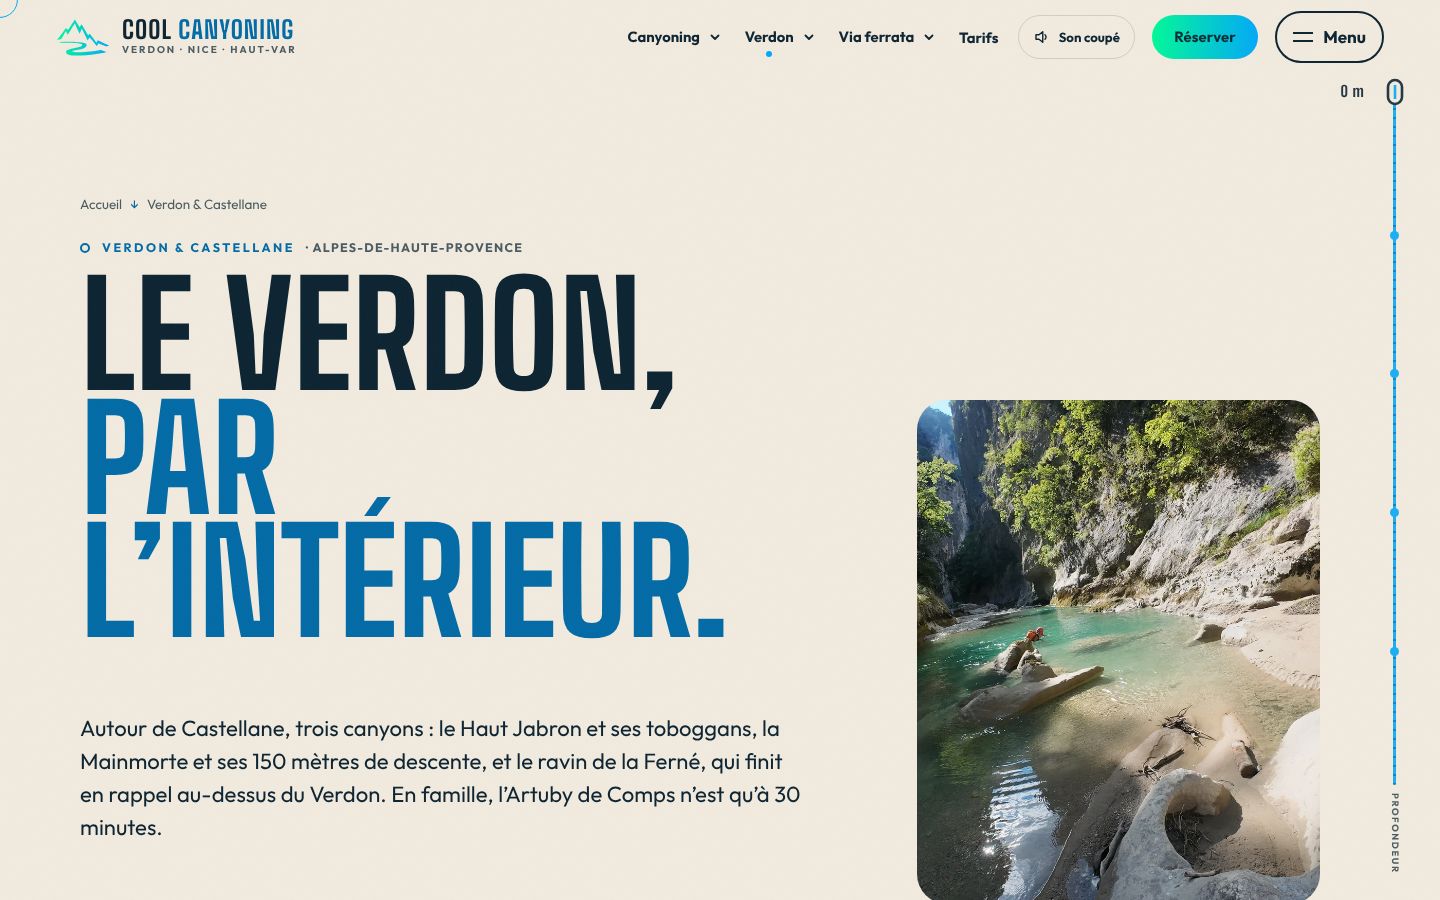 COOL CANYONING
VERDON · NICE · HAUT-VAR
Canyoning
Verdon
Via ferrata
Tarifs
Son coupé
Réserver
Menu
0 m
Accueil
Verdon & Castellane
VERDON & CASTELLANE · ALPES-DE-HAUTE-PROVENCE
LE VERDON,
PAR
L’INTÉRIEUR.
Autour de Castellane, trois canyons : le Haut Jabron et ses toboggans, la
Mainmorte et ses 150 mètres de descente, et le ravin de la Ferné, qui finit
en rappel au-dessus du Verdon. En famille, l’Artuby de Comps n’est qu’à 30
minutes.
PROFONDEUR